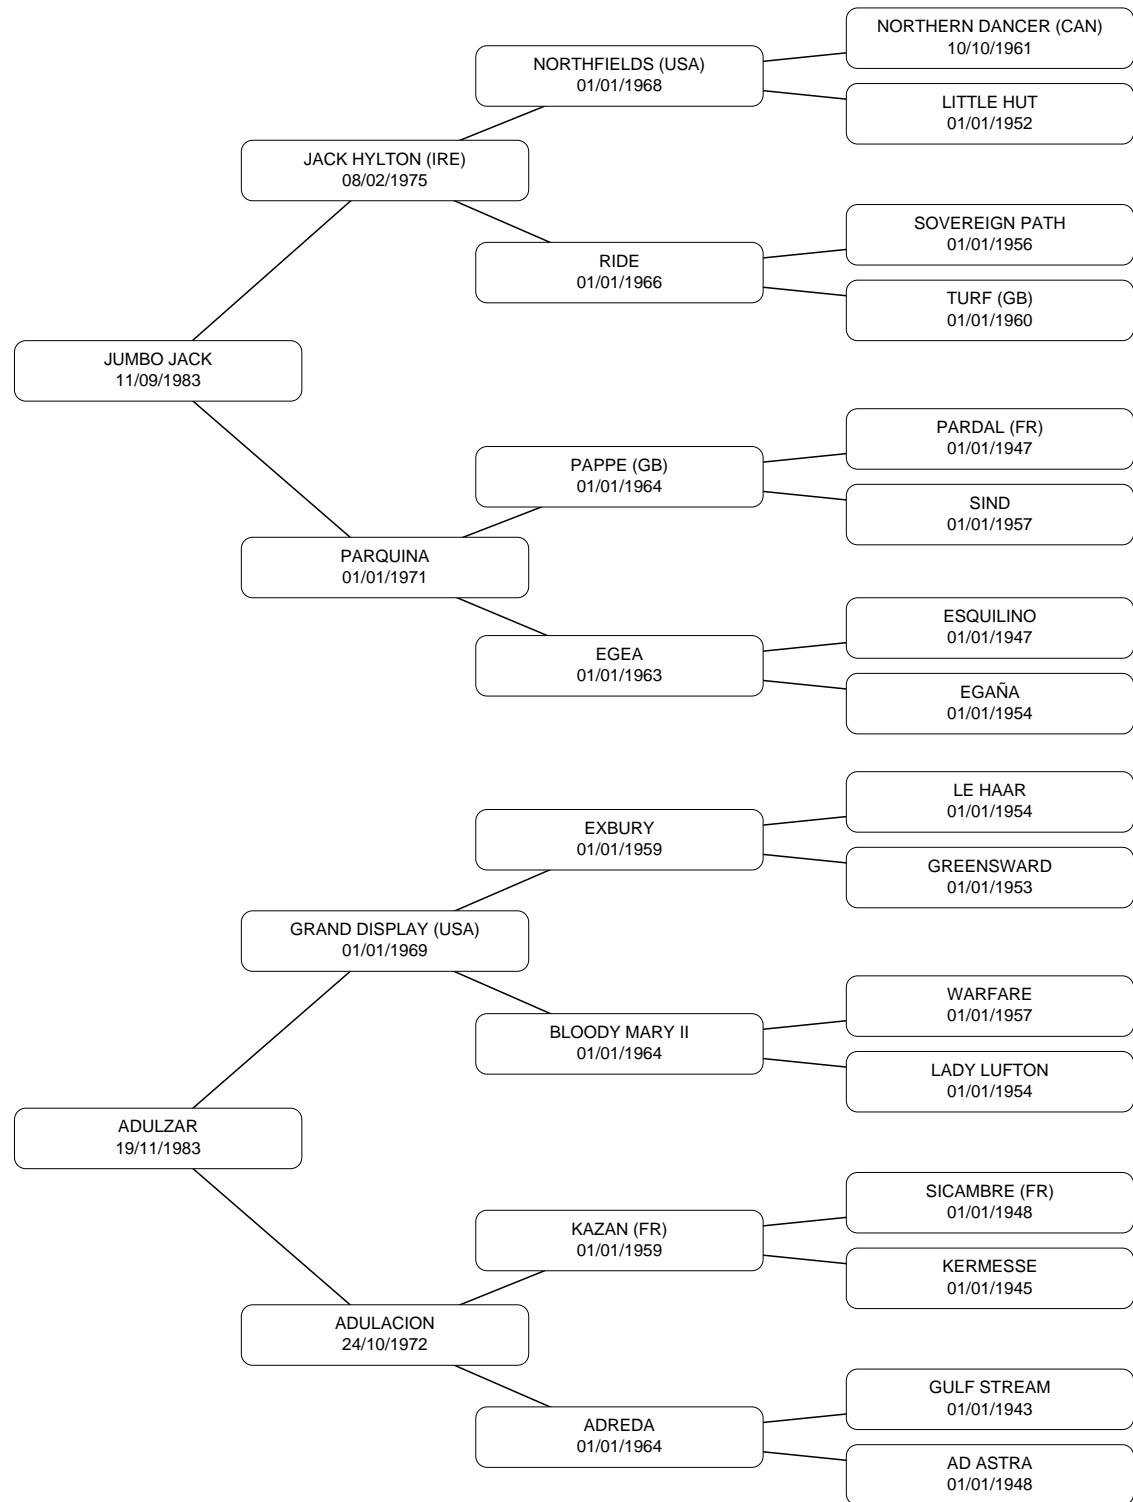 NORTHERN DANCER (CAN)
10/10/1961
NORTHFIELDS (USA)
01/01/1968
LITTLE HUT
01/01/1952
JACK HYLTON (IRE)
08/02/1975
SOVEREIGN PATH
01/01/1956
RIDE
01/01/1966
TURF (GB)
01/01/1960
JUMBO JACK
11/09/1983
PARDAL (FR)
01/01/1947
PAPPE (GB)
01/01/1964
SIND
01/01/1957
PARQUINA
01/01/1971
ESQUILINO
01/01/1947
EGEA
01/01/1963
EGAÑA
01/01/1954
LE HAAR
01/01/1954
EXBURY
01/01/1959
GREENSWARD
01/01/1953
GRAND DISPLAY (USA)
01/01/1969
WARFARE
01/01/1957
BLOODY MARY II
01/01/1964
LADY LUFTON
01/01/1954
ADULZAR
19/11/1983
SICAMBRE (FR)
01/01/1948
KAZAN (FR)
01/01/1959
KERMESSE
01/01/1945
ADULACION
24/10/1972
GULF STREAM
01/01/1943
ADREDA
01/01/1964
AD ASTRA
01/01/1948